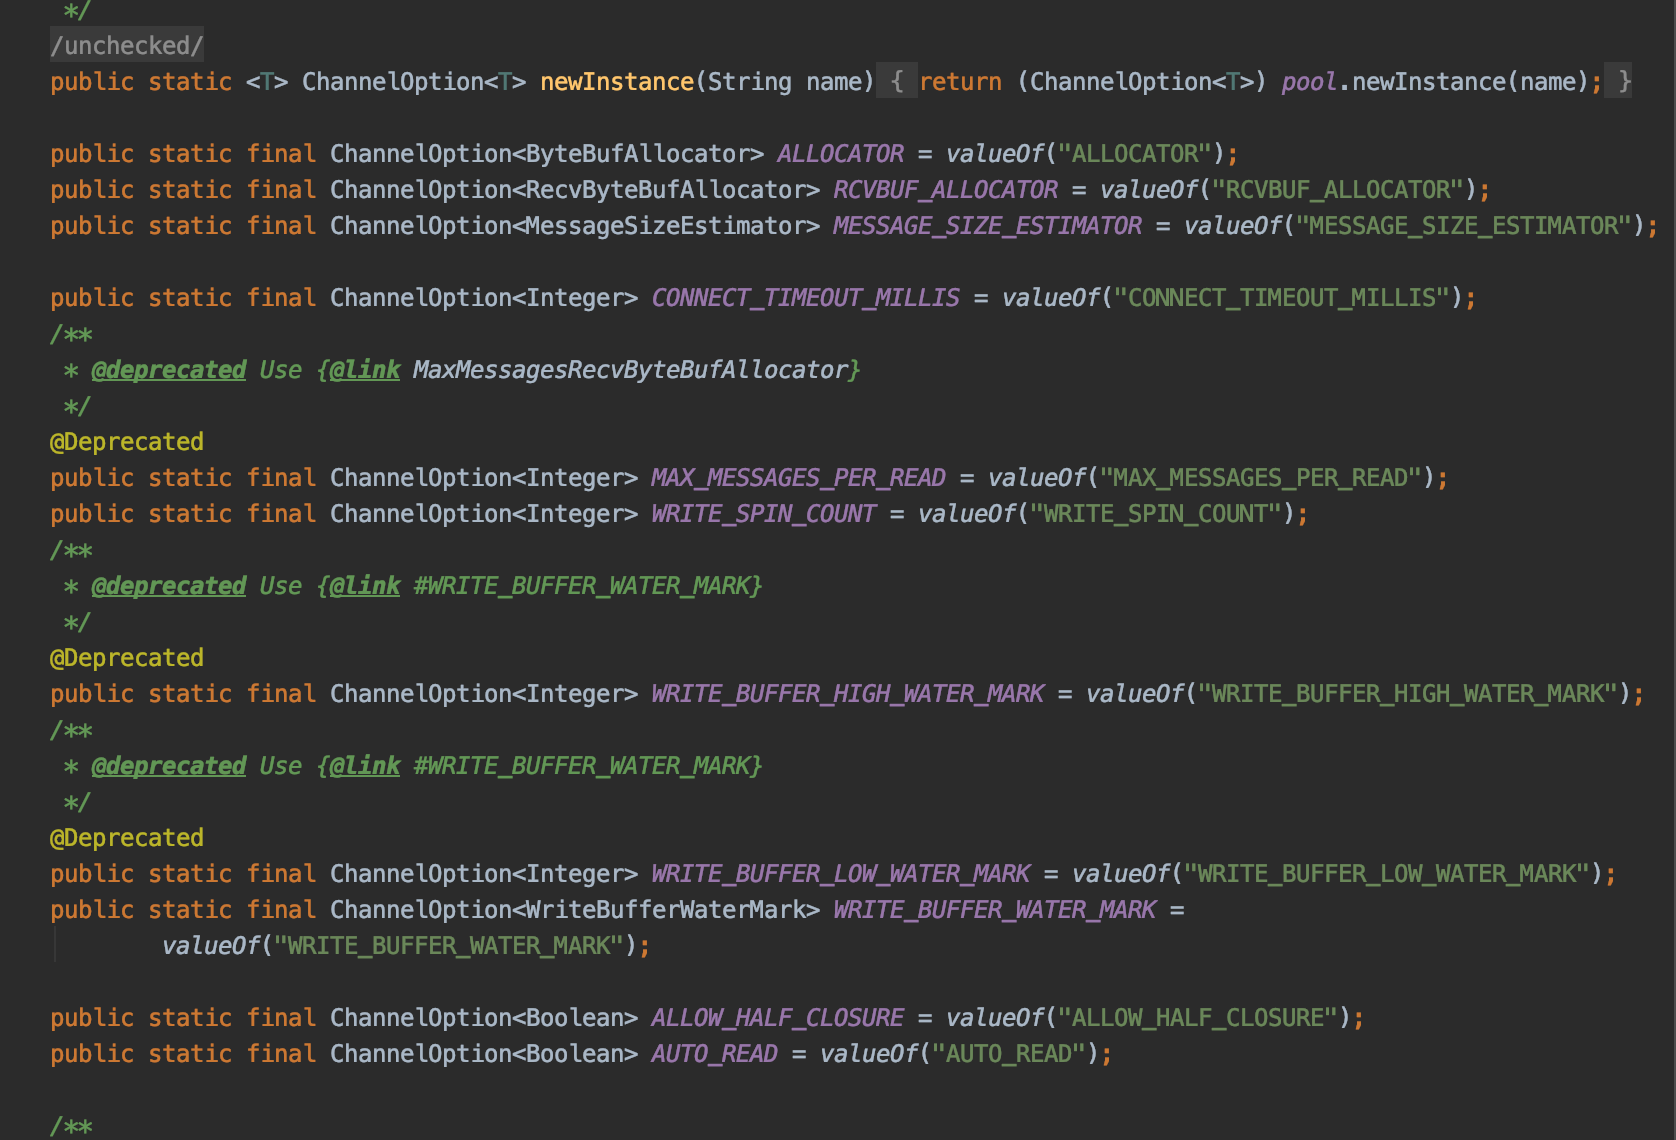 */
/unchecked/
public static <T> ChannelOption<T> newInstance(String name) { return (ChannelOption<T>) pool.newInstance(name); }
public static final ChannelOption<ByteBufAllocator> ALLOCATOR = valueOf("ALLOCATOR");
public static final ChannelOption<RecvByteBufAllocator> RCVBUF_ALLOCATOR = valueOf("RCVBUF_ALLOCATOR");
public static final ChannelOption<MessageSizeEstimator> MESSAGE_SIZE_ESTIMATOR = valueOf("MESSAGE_SIZE_ESTIMATOR");
public static final ChannelOption<Integer> CONNECT_TIMEOUT_MILLIS = valueOf("CONNECT_TIMEOUT_MILLIS");
/**
* @deprecated Use {@link MaxMessagesRecvByteBufAllocator}
*/
@Deprecated
public static final ChannelOption<Integer> MAX_MESSAGES_PER_READ = valueOf("MAX_MESSAGES_PER_READ");
public static final ChannelOption<Integer> WRITE_SPIN_COUNT = valueOf("WRITE_SPIN_COUNT");
/**
* @deprecated Use {@link #WRITE_BUFFER_WATER_MARK}
*/
@Deprecated
public static final ChannelOption<Integer> WRITE_BUFFER_HIGH_WATER_MARK = valueOf("WRITE_BUFFER_HIGH_WATER_MARK");
/**
* @deprecated Use {@link #WRITE_BUFFER_WATER_MARK}
*/
@Deprecated
public static final ChannelOption<Integer> WRITE_BUFFER_LOW_WATER_MARK = valueOf("WRITE_BUFFER_LOW_WATER_MARK");
public static final ChannelOption<WriteBufferWaterMark> WRITE_BUFFER_WATER_MARK =
valueOf("WRITE_BUFFER_WATER_MARK");
public static final ChannelOption<Boolean> ALLOW_HALF_CLOSURE = valueOf("ALLOW_HALF_CLOSURE");
public static final ChannelOption<Boolean> AUTO_READ = valueOf("AUTO_READ");
/**